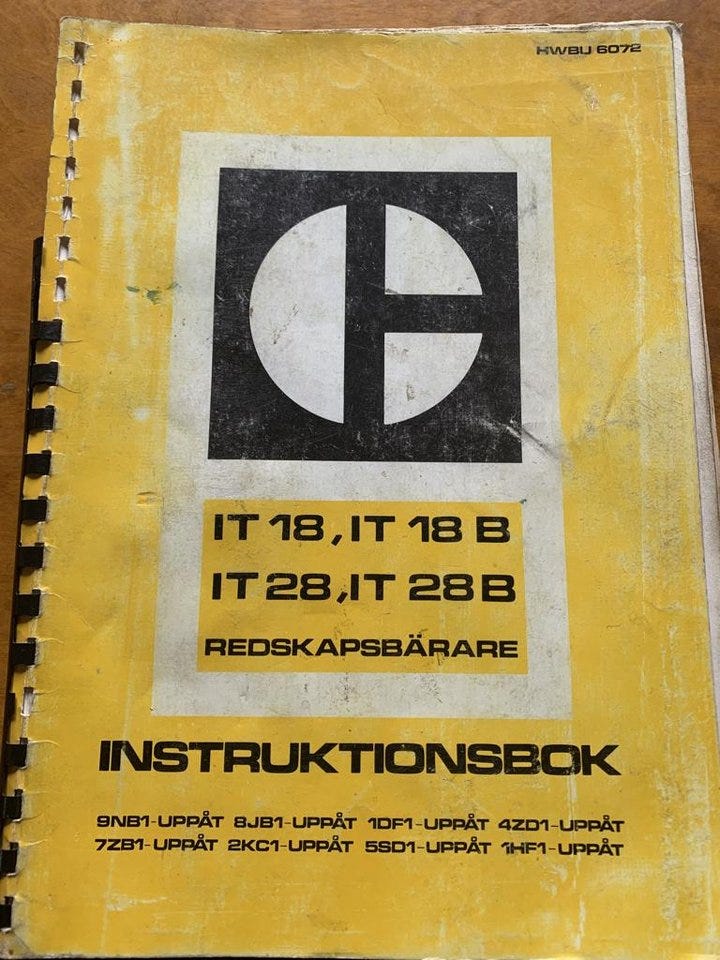 HWBU 6072
IT 18, IT 18 B
IT 28, IT 28 B
REDSKAPSBÄRARE
INSTRUKTIONSBOK
9NB1-UPPÅT 8JB1-UPPÅT 1DF1-UPPÅT 4ZD1-UPPÅT
7ZB1-UPPÅT 2KC1-UPPÅT 5SD1-UPPÅT 1HF1-UPPÅT